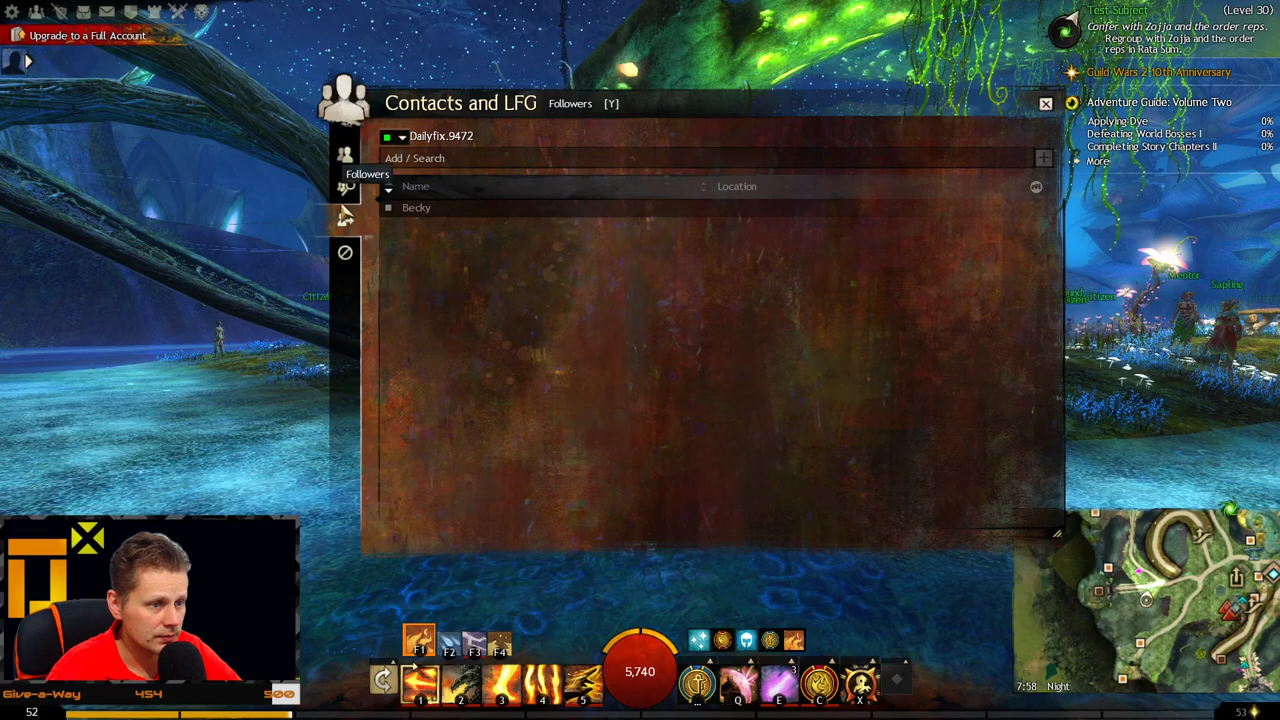 Upgrade to a Full Account
Test Subject
(Level 30)
Confer with Zojja and the order reps.
Regroup with Zojja and the order
reps in Rata Sum.
Guild Wars 2 10th Anniversary
Adventure Guide: Volume Two
Applying Dye 0%
Defeating World Bosses I 0%
Completing Story Chapters II 0%
More
Contacts and LFG Followers [Y]
Dailyfix.9472
Add / Search
Followers
Name Location
Becky
Mentor
Sapling
5,740
F1 F2 F3 F4
1 2 3 4 5
... Q E C X
3
7:58 Night
Give-a-Way 454 500
52
53